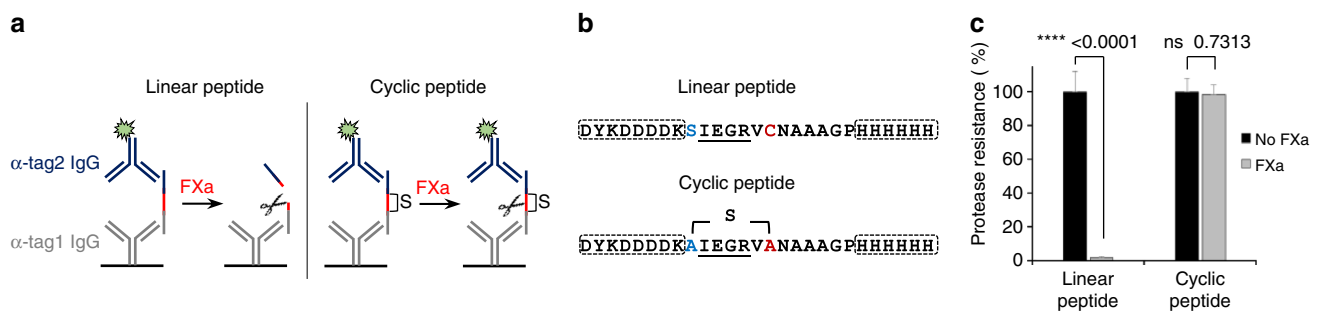 a
Linear peptide
Cyclic peptide
α-tag2 IgG
FXa
FXa
S
S
α-tag1 IgG
b
Linear peptide
DYKDDDDKSIEGRVCNAAAGPHHHHHH
Cyclic peptide
S
DYKDDDDKAIEGRVANAAAGPHHHHHH
c
**** <0.0001
ns 0.7313
Protease resistance ( %)
100
80
60
40
20
0
No FXa
FXa
Linear
peptide
Cyclic
peptide